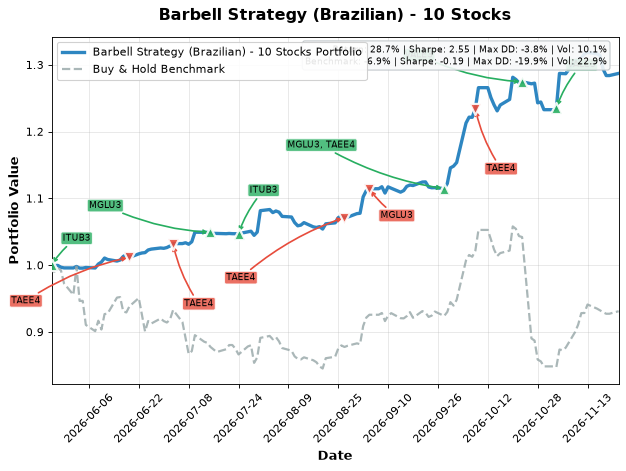 Barbell Strategy (Brazilian) - 10 Stocks
Barbell Strategy (Brazilian) - 10 Stocks Portfolio
Buy & Hold Benchmark
28.7% | Sharpe: 2.55 | Max DD: -3.8% | Vol: 10.1%
6.9% | Sharpe: -0.19 | Max DD: -19.9% | Vol: 22.9%
1.3
1.2
1.1
1.0
0.9
Portfolio Value
MGLU3, TAEE4
TAEE4
ITUB3
MGLU3
MGLU3
ITUB3
TAEE4
TAEE4
TAEE4
2026-06-06
2026-06-22
2026-07-08
2026-07-24
2026-08-09
2026-08-25
2026-09-10
2026-09-26
2026-10-12
2026-10-28
2026-11-13
Date